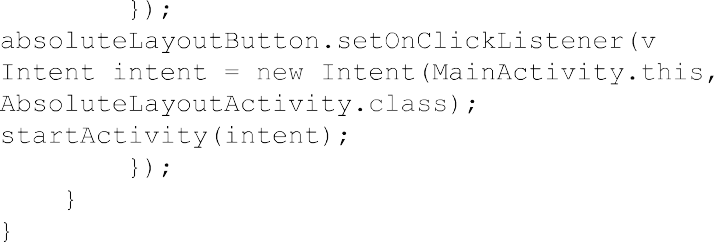 });
absoluteLayoutButton.setOnClickListener(v
Intent intent = new Intent(MainActivity.this,
AbsoluteLayoutActivity.class);
startActivity(intent);
});
}
}